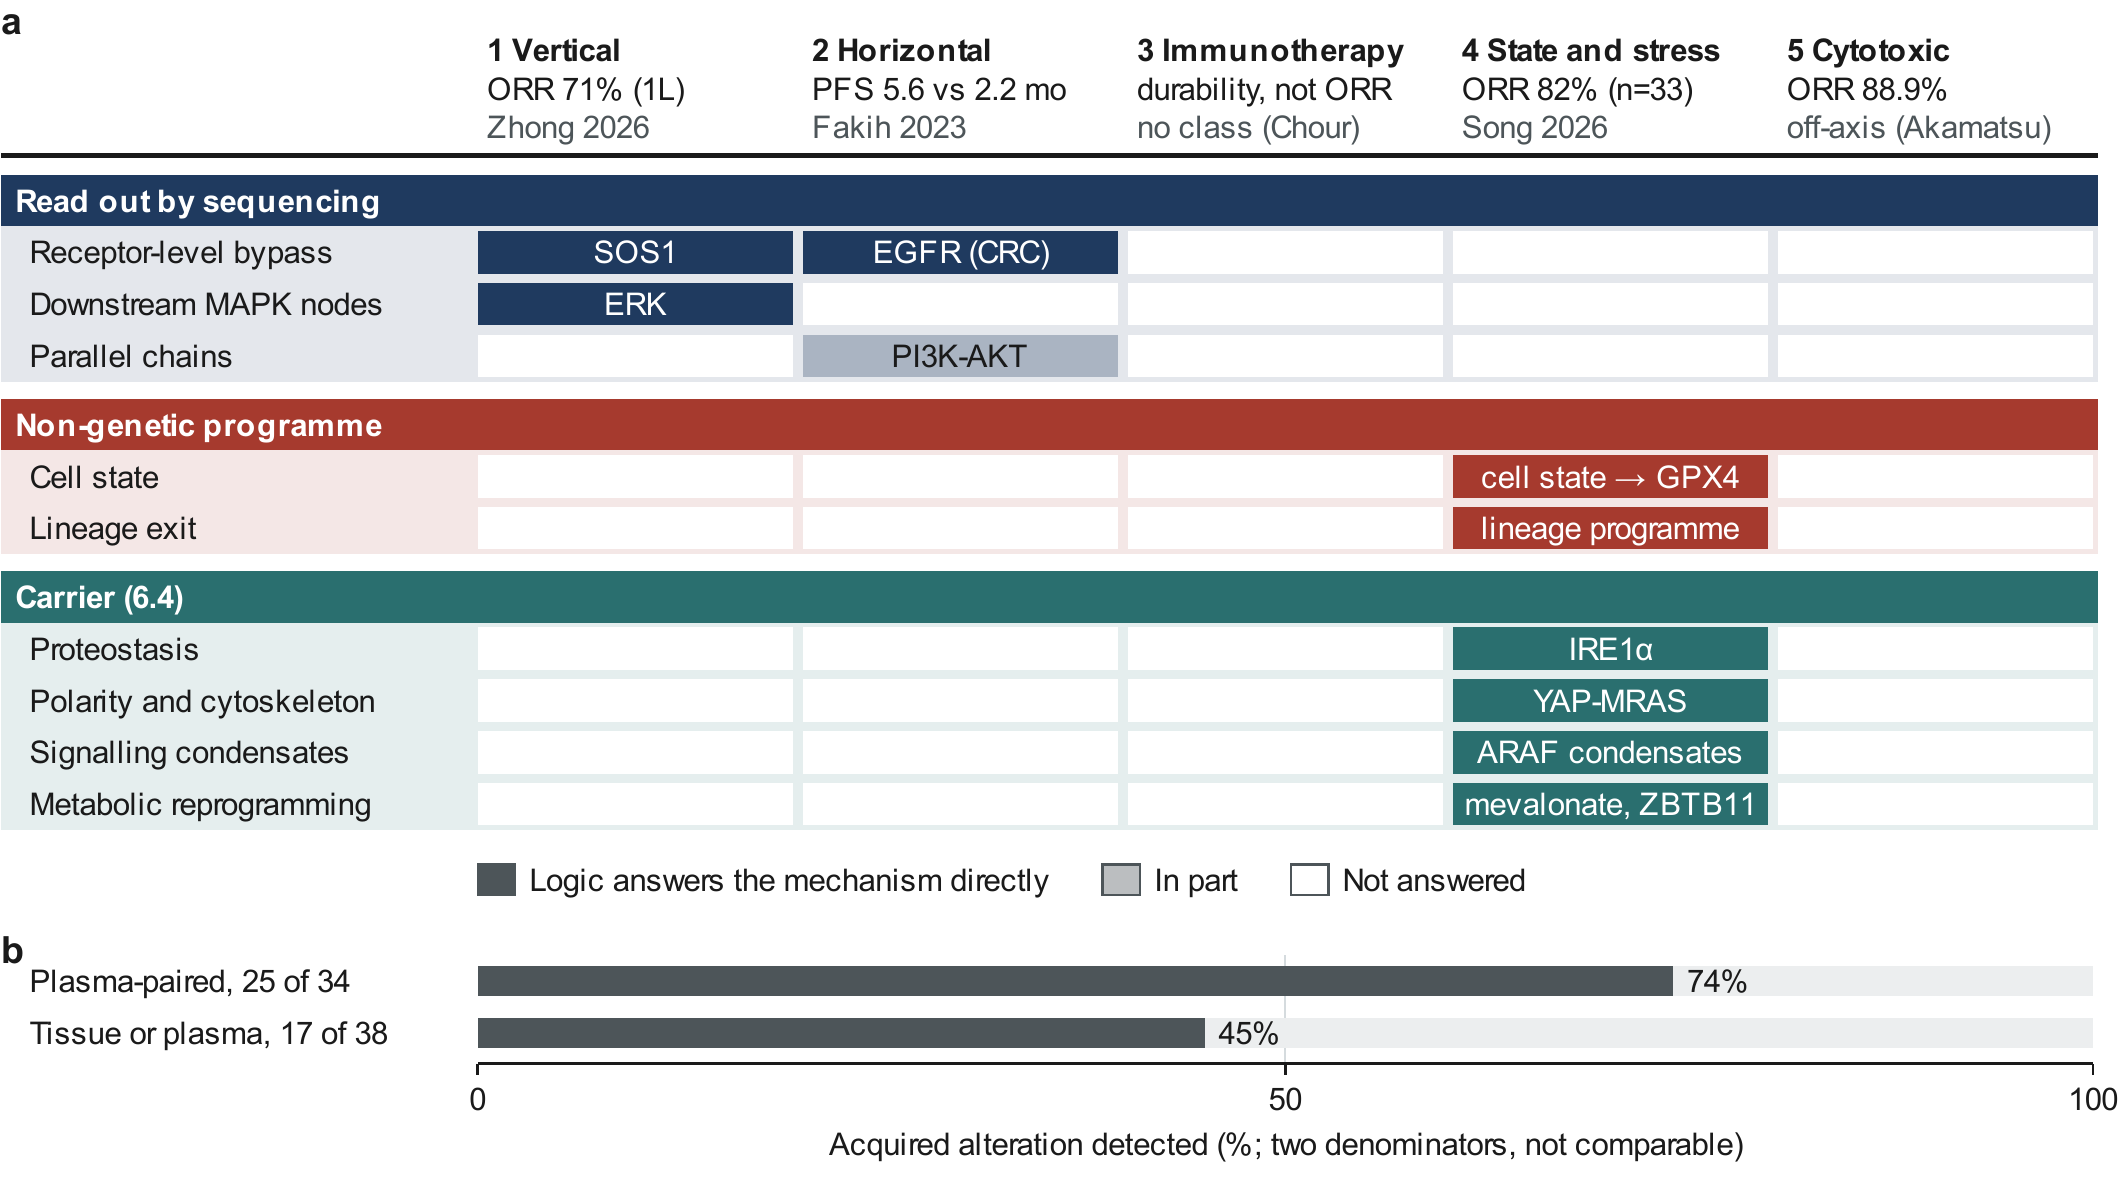 a
1 Vertical
ORR 71% (1L)
Zhong 2026
2 Horizontal
PFS 5.6 vs 2.2 mo
Fakih 2023
3 Immunotherapy
durability, not ORR
no class (Chour)
4 State and stress
ORR 82% (n=33)
Song 2026
5 Cytotoxic
ORR 88.9%
off-axis (Akamatsu)
Read out by sequencing
Receptor-level bypass
SOS1
EGFR (CRC)
Downstream MAPK nodes
ERK
Parallel chains
PI3K-AKT
Non-genetic programme
Cell state
cell state → GPX4
Lineage exit
lineage programme
Carrier (6.4)
Proteostasis
IRE1α
Polarity and cytoskeleton
YAP-MRAS
Signalling condensates
ARAF condensates
Metabolic reprogramming
mevalonate, ZBTB11
Logic answers the mechanism directly
In part
Not answered
b
Plasma-paired, 25 of 34
74%
Tissue or plasma, 17 of 38
45%
0
50
100
Acquired alteration detected (%; two denominators, not comparable)